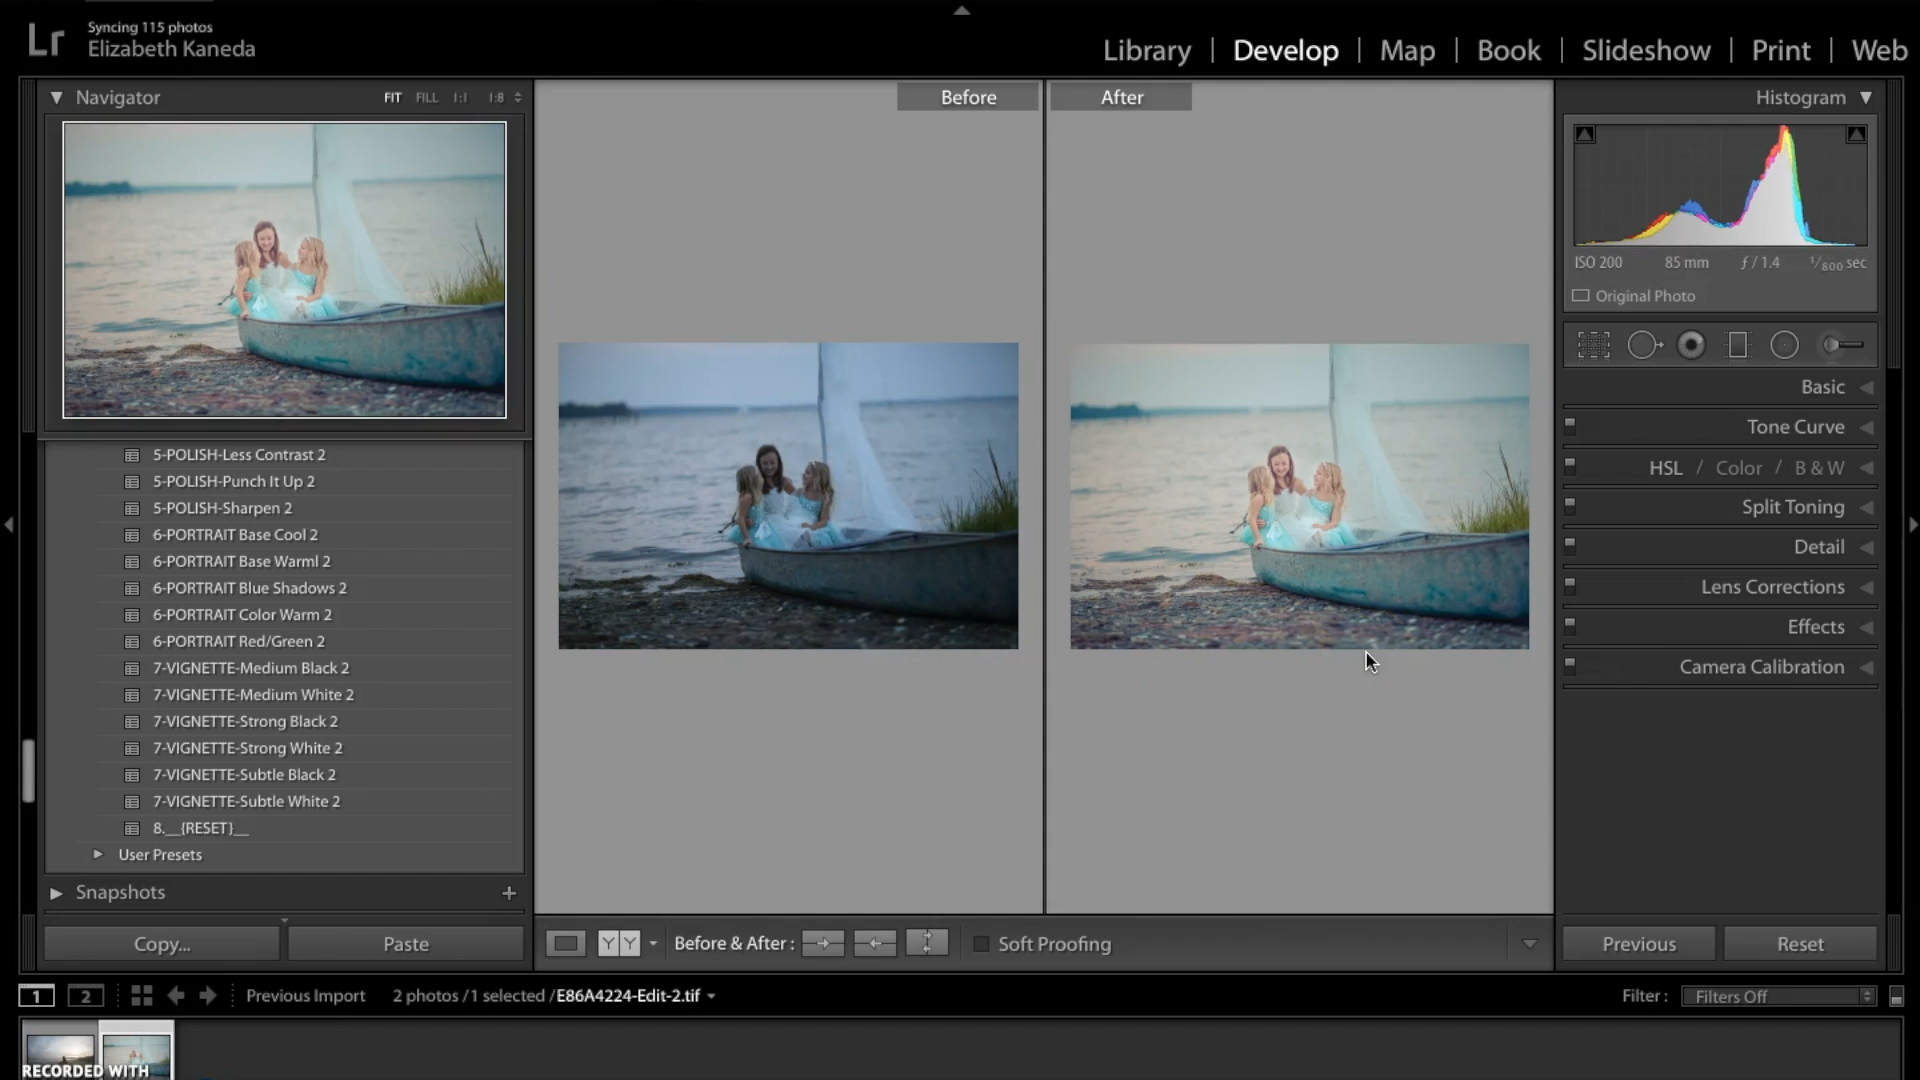 Lr
Syncing 115 photos
Elizabeth Kaneda
Library | Develop | Map | Book | Slideshow | Print | Web
Navigator
FIT FILL 1:1 1:8
Before
After
Histogram
ISO 200 85 mm ƒ / 1.4 1/800 sec
Original Photo
Basic
Tone Curve
HSL / Color / B & W
Split Toning
Detail
Lens Corrections
Effects
Camera Calibration
5-POLISH-Less Contrast 2
5-POLISH-Punch It Up 2
5-POLISH-Sharpen 2
6-PORTRAIT Base Cool 2
6-PORTRAIT Base Warml 2
6-PORTRAIT Blue Shadows 2
6-PORTRAIT Color Warm 2
6-PORTRAIT Red/Green 2
7-VIGNETTE-Medium Black 2
7-VIGNETTE-Medium White 2
7-VIGNETTE-Strong Black 2
7-VIGNETTE-Strong White 2
7-VIGNETTE-Subtle Black 2
7-VIGNETTE-Subtle White 2
8.__{RESET}__
User Presets
Snapshots
Copy... Paste
YY Before & After : Soft Proofing
Previous Reset
1 2 Previous Import 2 photos /1 selected /E86A4224-Edit-2.tif
Filter : Filters Off
RECORDED WITH